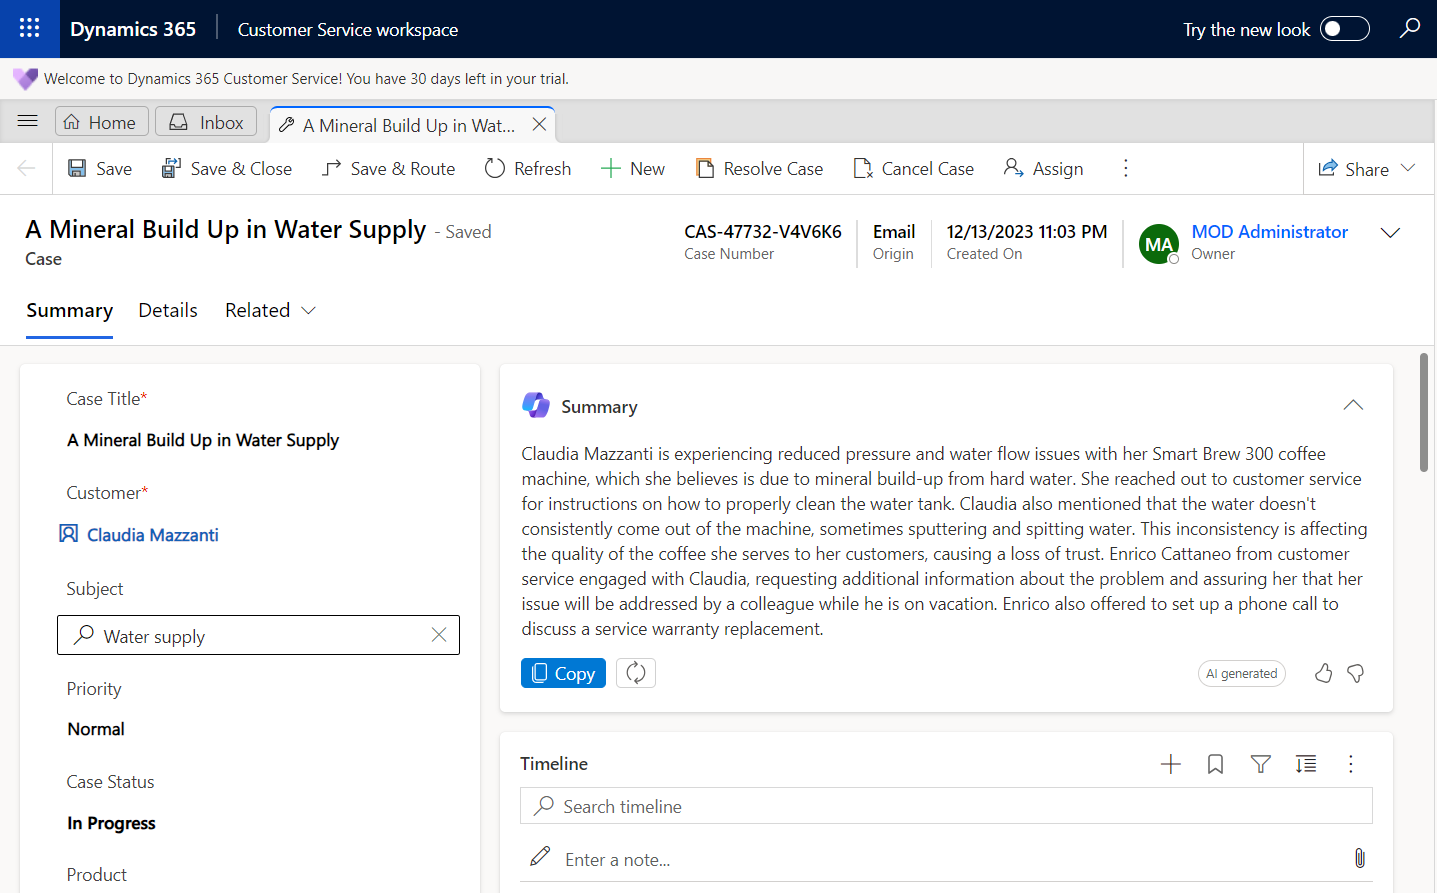 Dynamics 365
Customer Service workspace
Try the new look
Welcome to Dynamics 365 Customer Service! You have 30 days left in your trial.
Home
Inbox
A Mineral Build Up in Wat...
Save
Save & Close
Save & Route
Refresh
New
Resolve Case
Cancel Case
Assign
Share
A Mineral Build Up in Water Supply - Saved
Case
CAS-47732-V4V6K6
Case Number
Email
Origin
12/13/2023 11:03 PM
Created On
MA
MOD Administrator
Owner
Summary
Details
Related
Case Title*
A Mineral Build Up in Water Supply
Customer*
Claudia Mazzanti
Subject
Water supply
Priority
Normal
Case Status
In Progress
Product
Summary
Claudia Mazzanti is experiencing reduced pressure and water flow issues with her Smart Brew 300 coffee
machine, which she believes is due to mineral build-up from hard water. She reached out to customer service
for instructions on how to properly clean the water tank. Claudia also mentioned that the water doesn't
consistently come out of the machine, sometimes sputtering and spitting water. This inconsistency is affecting
the quality of the coffee she serves to her customers, causing a loss of trust. Enrico Cattaneo from customer
service engaged with Claudia, requesting additional information about the problem and assuring her that her
issue will be addressed by a colleague while he is on vacation. Enrico also offered to set up a phone call to
discuss a service warranty replacement.
Copy
AI generated
Timeline
Search timeline
Enter a note...